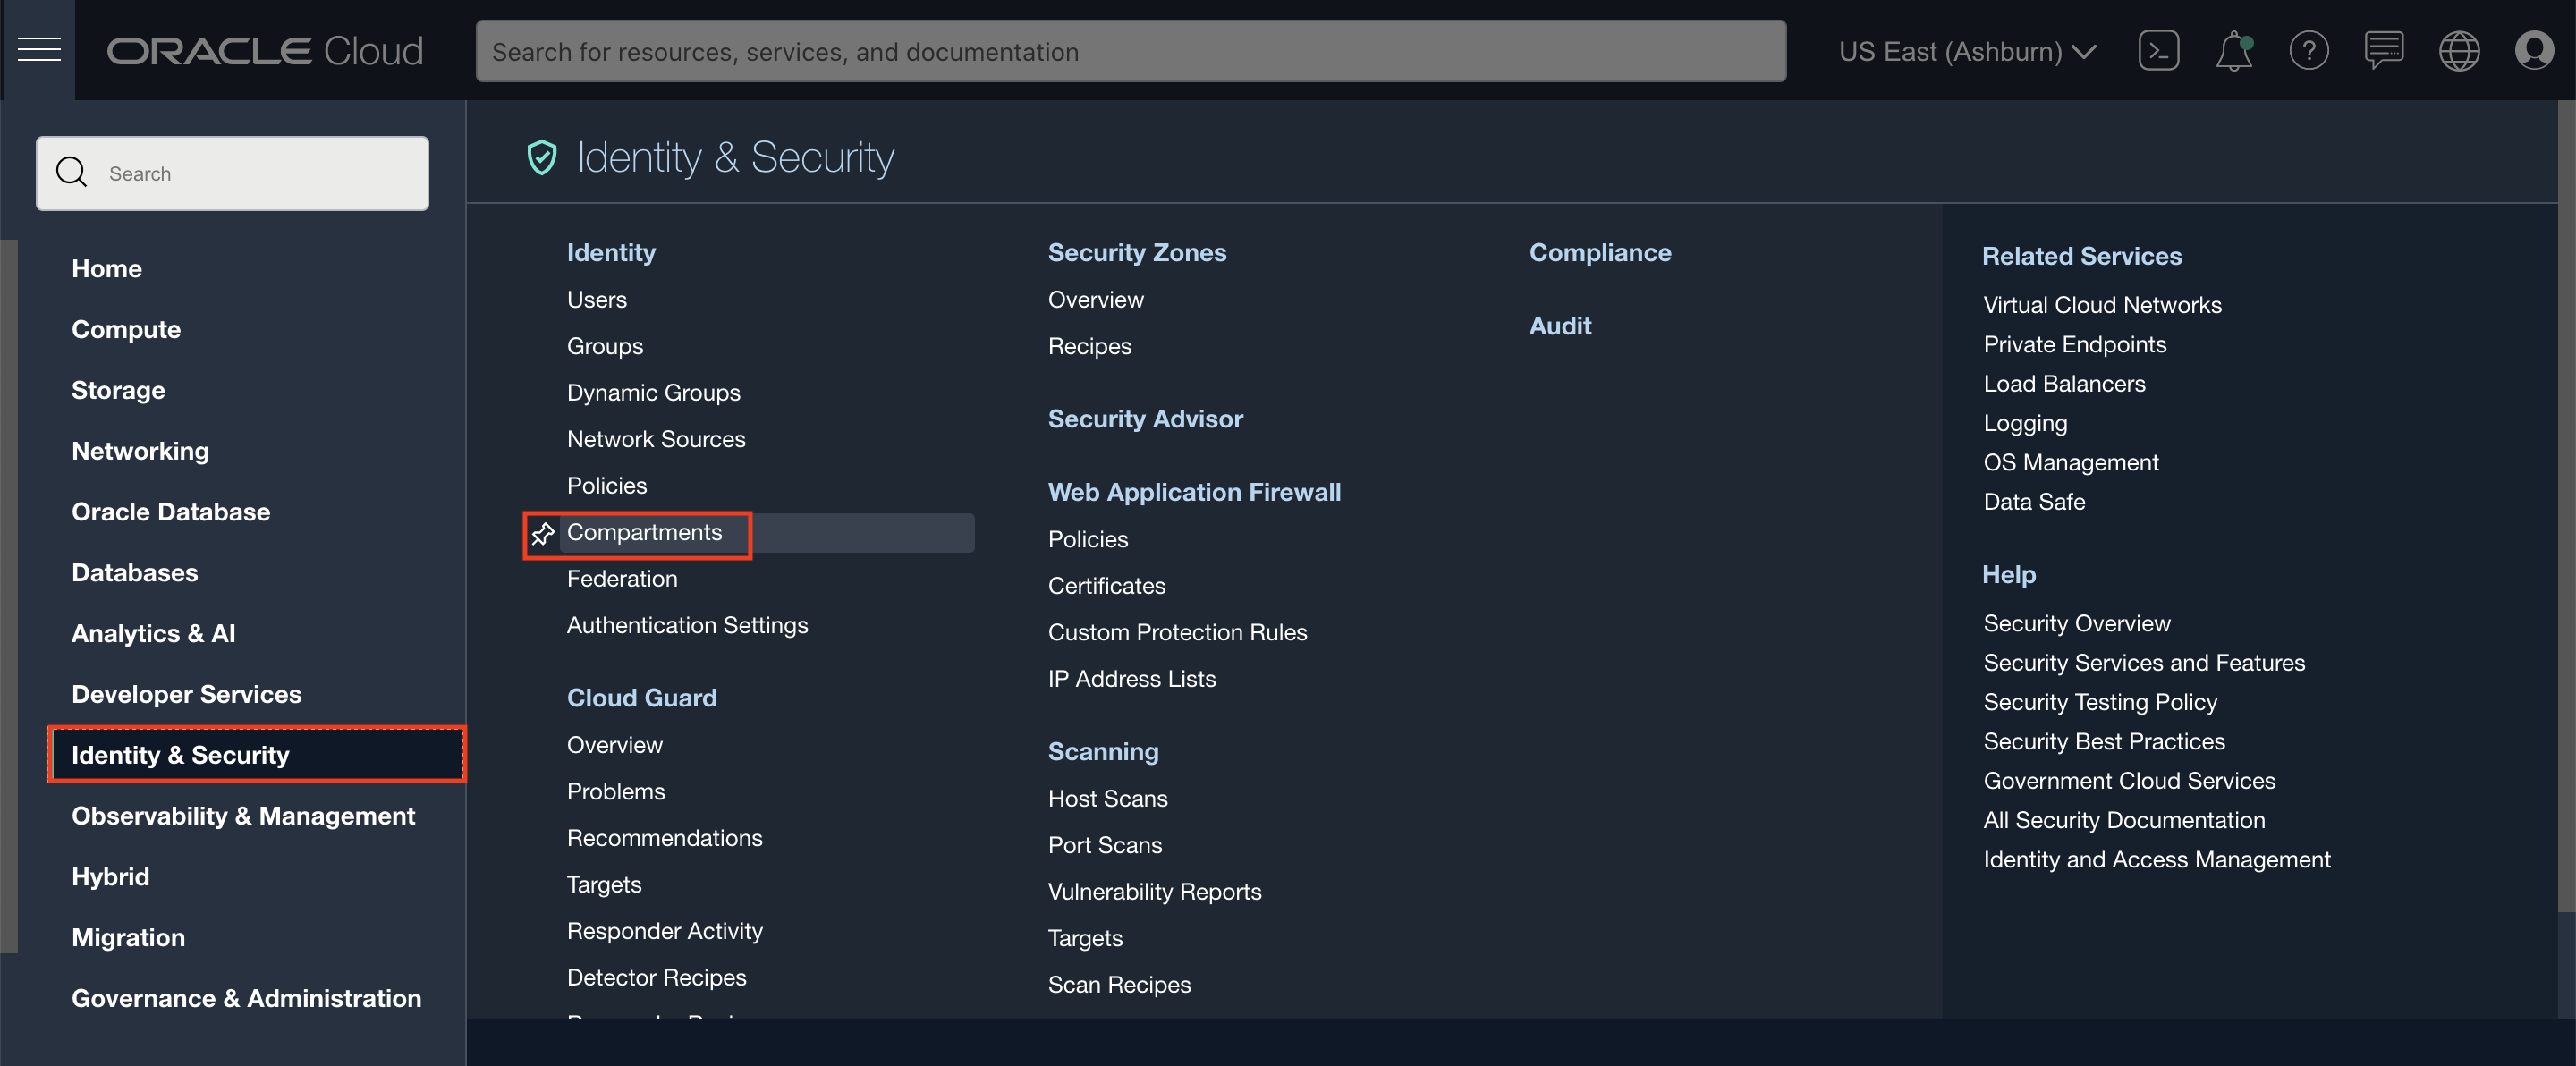 ORACLE Cloud
Search for resources, services, and documentation
US East (Ashburn)
Search
Home
Compute
Storage
Networking
Oracle Database
Databases
Analytics & AI
Developer Services
Identity & Security
Observability & Management
Hybrid
Migration
Governance & Administration
Identity & Security
Identity
Users
Groups
Dynamic Groups
Network Sources
Policies
Compartments
Federation
Authentication Settings
Cloud Guard
Overview
Problems
Recommendations
Targets
Responder Activity
Detector Recipes
Security Zones
Overview
Recipes
Security Advisor
Web Application Firewall
Policies
Certificates
Custom Protection Rules
IP Address Lists
Scanning
Host Scans
Port Scans
Vulnerability Reports
Targets
Scan Recipes
Compliance
Audit
Related Services
Virtual Cloud Networks
Private Endpoints
Load Balancers
Logging
OS Management
Data Safe
Help
Security Overview
Security Services and Features
Security Testing Policy
Security Best Practices
Government Cloud Services
All Security Documentation
Identity and Access Management